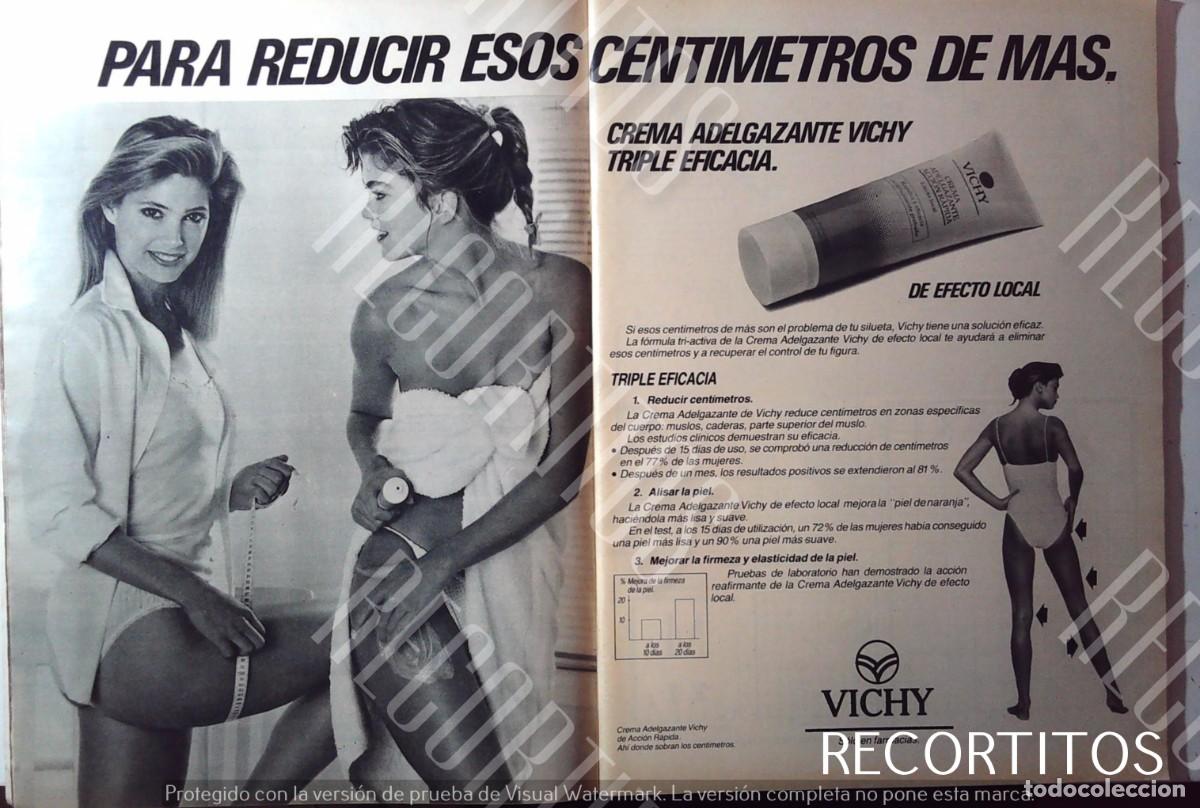 PARA REDUCIR ESOS CENTIMETROS DE MAS.
CREMA ADELGAZANTE VICHY
TRIPLE EFICACIA.
VICHY
CREMA
ADELGAZANTE
ACCION RAPIDA
DE EFECTO LOCAL
Si esos centímetros de más son el problema de tu silueta, Vichy tiene una solución eficaz.
La fórmula tri-activa de la Crema Adelgazante Vichy de efecto local te ayudará a eliminar
esos centímetros y a recuperar el control de tu figura.
TRIPLE EFICACIA
1. Reducir centímetros.
La Crema Adelgazante de Vichy reduce centímetros en zonas específicas
del cuerpo: muslos, caderas, parte superior del muslo.
Los estudios clínicos demuestran su eficacia.
• Después de 15 días de uso, se comprobó una reducción de centímetros
en el 77% de las mujeres.
• Después de un mes, los resultados positivos se extendieron al 81%.
2. Alisar la piel.
La Crema Adelgazante Vichy de efecto local mejora la "piel de naranja",
haciéndola más lisa y suave.
En el test, a los 15 días de utilización, un 72% de las mujeres había conseguido
una piel más lisa y un 90% una piel más suave.
3. Mejorar la firmeza y elasticidad de la piel.
Pruebas de laboratorio han demostrado la acción
reafirmante de la Crema Adelgazante Vichy de efecto
local.
% Mejora de la firmeza
de la piel.
20
10
a los
10 días
a los
20 días
VICHY
Sólo en farmacias.
Crema Adelgazante Vichy
de Acción Rápida.
Ahí donde sobran los centímetros.
RECORTITOS
todocoleccion
Protegido con la versión de prueba de Visual Watermark. La versión completa no pone esta marca.